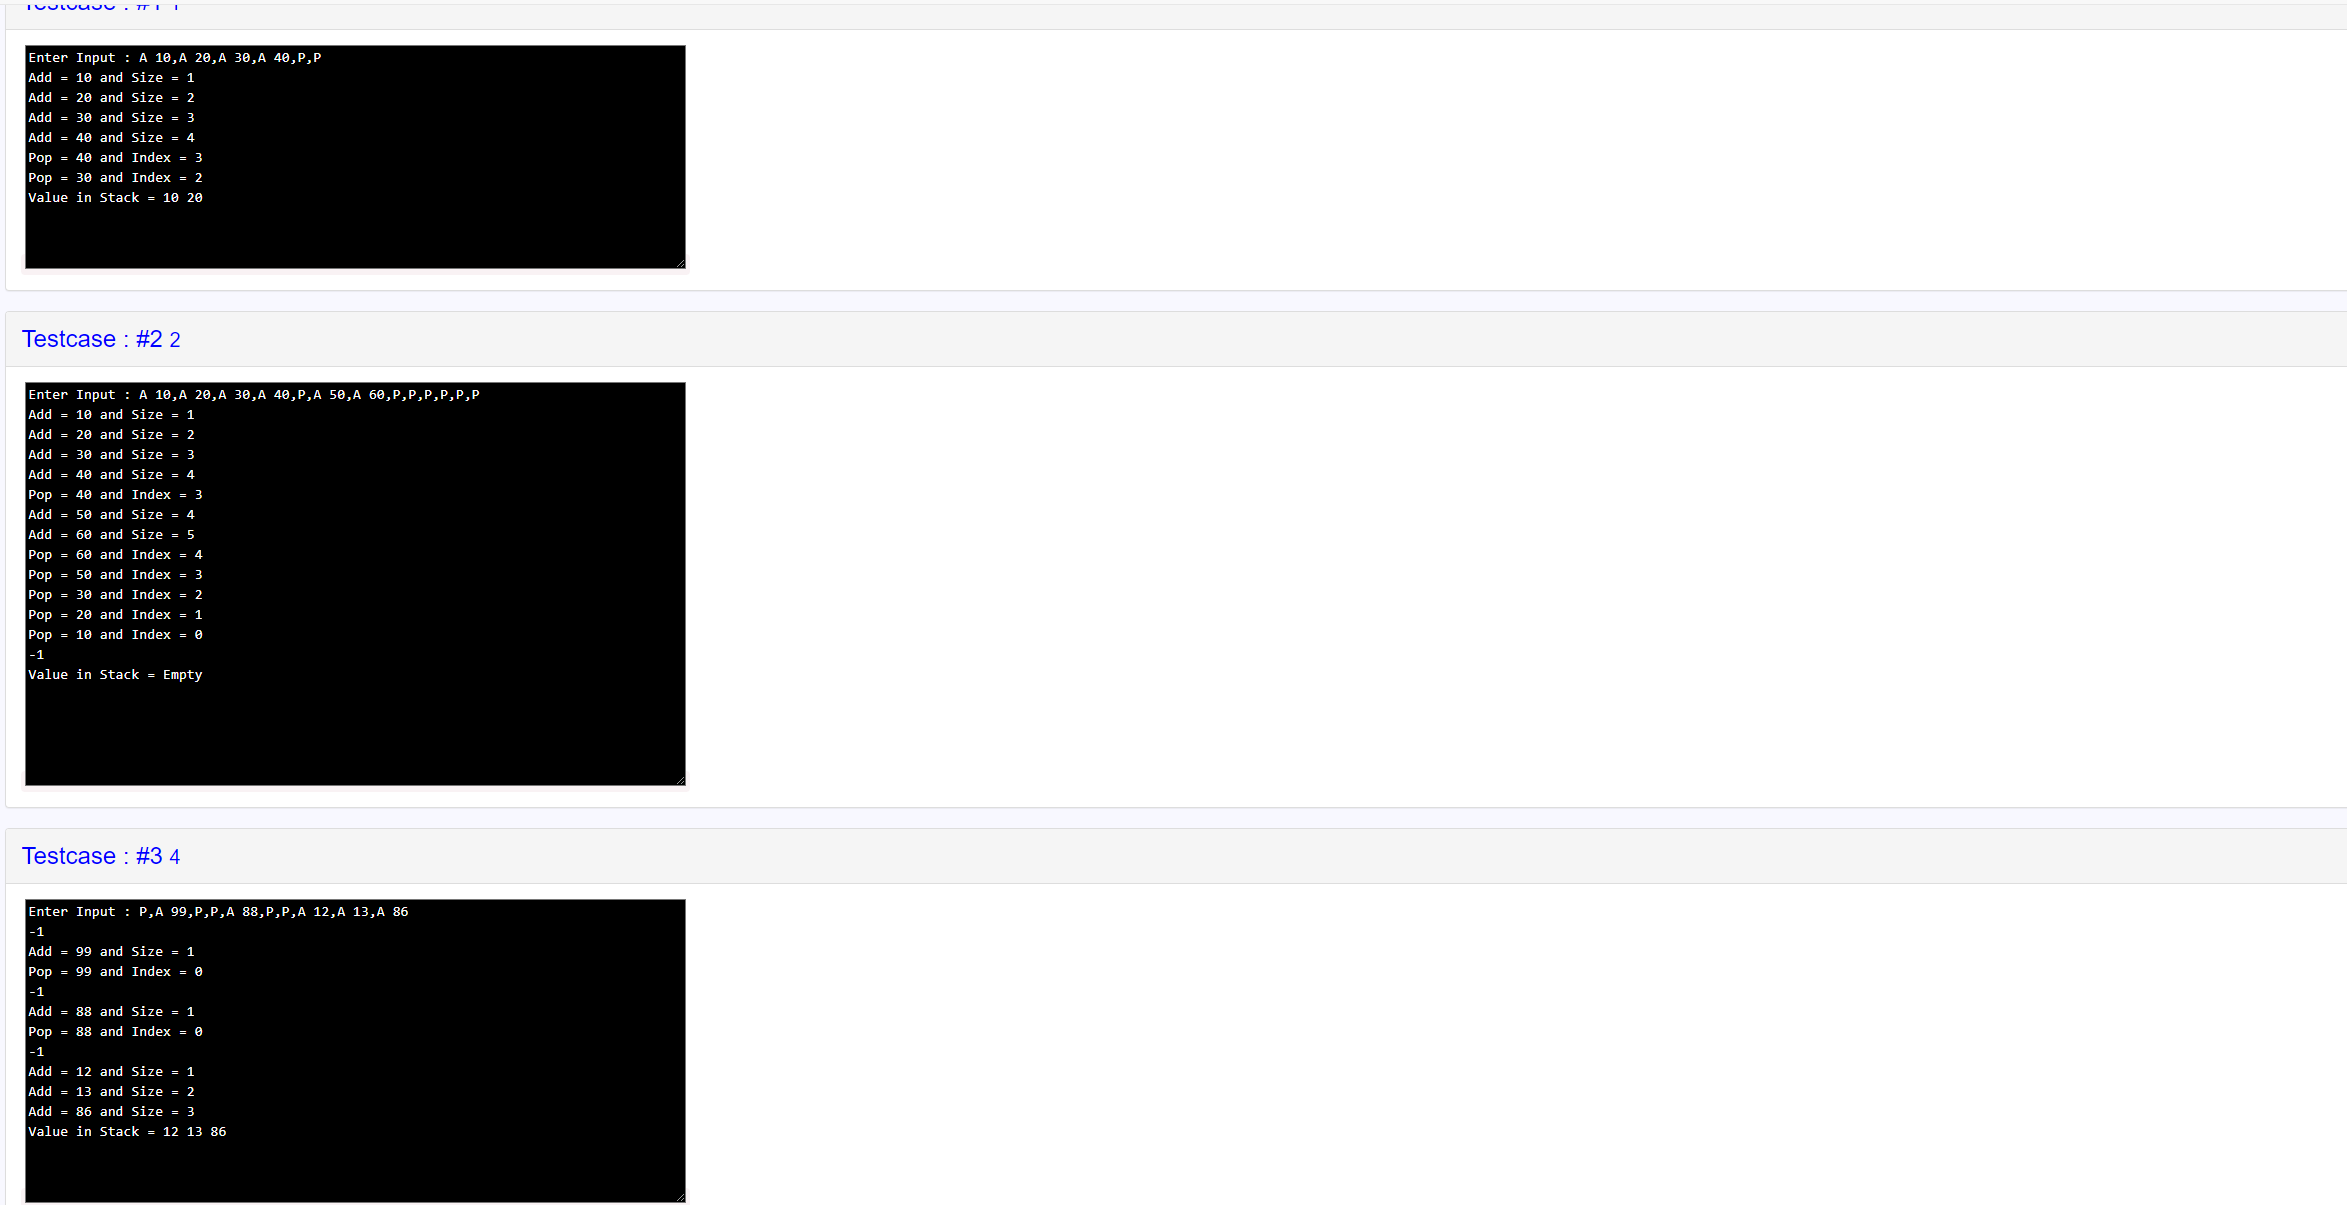 Testcase : #1 1
Enter Input : A 10,A 20,A 30,A 40,P,P
Add = 10 and Size = 1
Add = 20 and Size = 2
Add = 30 and Size = 3
Add = 40 and Size = 4
Pop = 40 and Index = 3
Pop = 30 and Index = 2
Value in Stack = 10 20
Testcase : #2 2
Enter Input : A 10,A 20,A 30,A 40,P,A 50,A 60,P,P,P,P,P,P
Add = 10 and Size = 1
Add = 20 and Size = 2
Add = 30 and Size = 3
Add = 40 and Size = 4
Pop = 40 and Index = 3
Add = 50 and Size = 4
Add = 60 and Size = 5
Pop = 60 and Index = 4
Pop = 50 and Index = 3
Pop = 30 and Index = 2
Pop = 20 and Index = 1
Pop = 10 and Index = 0
-1
Value in Stack = Empty
Testcase : #3 4
Enter Input : P,A 99,P,P,A 88,P,P,A 12,A 13,A 86
-1
Add = 99 and Size = 1
Pop = 99 and Index = 0
-1
Add = 88 and Size = 1
Pop = 88 and Index = 0
-1
Add = 12 and Size = 1
Add = 13 and Size = 2
Add = 86 and Size = 3
Value in Stack = 12 13 86